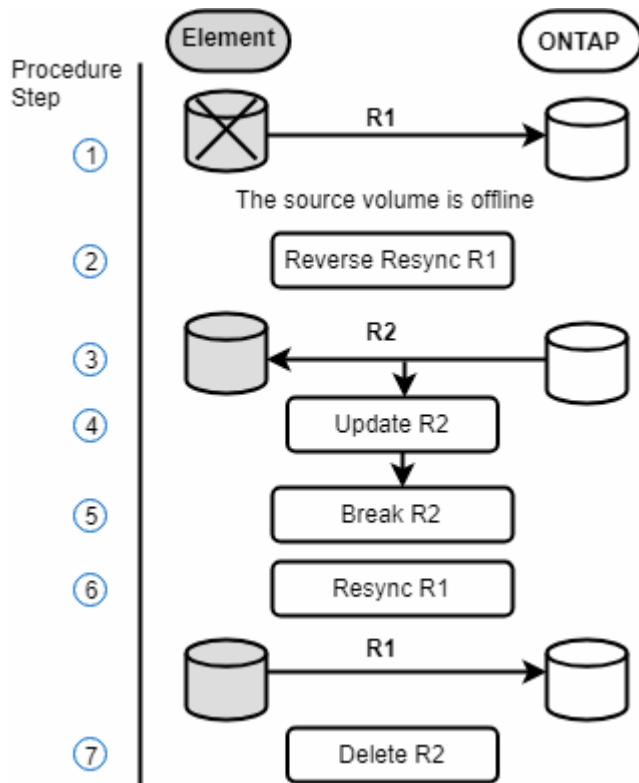 Element
ONTAP
Procedure
Step
R1
1
The source volume is offline
2
Reverse Resync R1
R2
3
4
Update R2
5
Break R2
6
Resync R1
R1
7
Delete R2